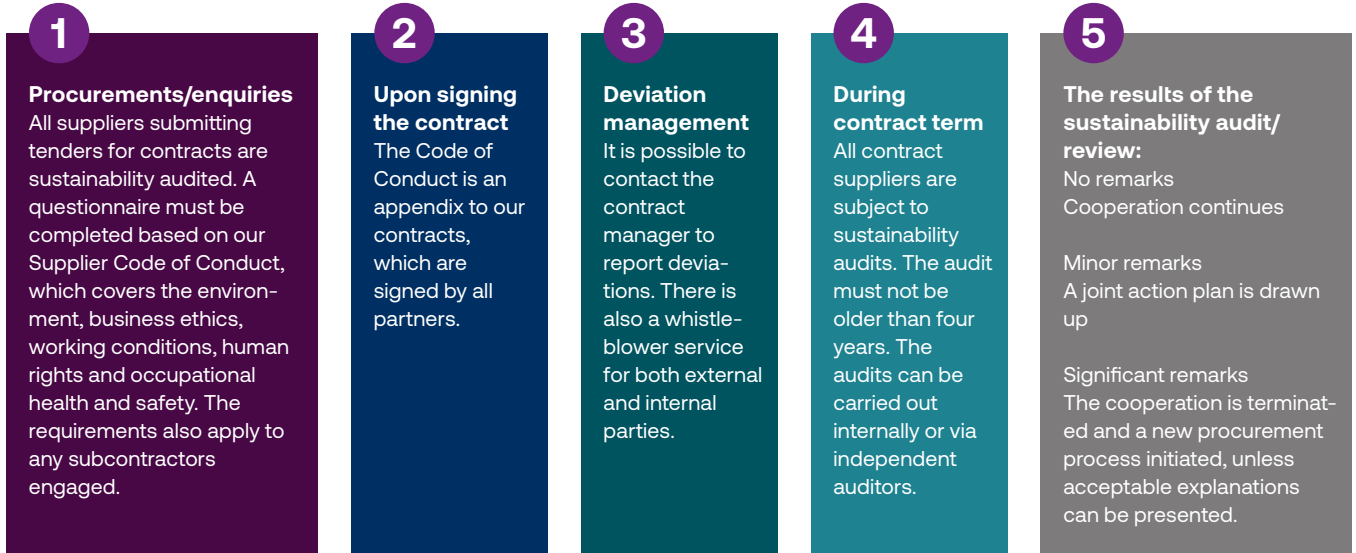 1
Procurements/enquiries
All suppliers submitting
tenders for contracts are
sustainability audited. A
questionnaire must be
completed based on our
Supplier Code of Conduct,
which covers the environ-
ment, business ethics,
working conditions, human
rights and occupational
health and safety. The
requirements also apply to
any subcontractors
engaged.
2
Upon signing
the contract
The Code of
Conduct is an
appendix to our
contracts,
which are
signed by all
partners.
3
Deviation
management
It is possible to
contact the
contract
manager to
report devia-
tions. There is
also a whistle-
blower service
for both external
and internal
parties.
4
During
contract term
All contract
suppliers are
subject to
sustainability
audits. The audit
must not be
older than four
years. The
audits can be
carried out
internally or via
independent
auditors.
5
The results of the
sustainability audit/
review:
No remarks
Cooperation continues
Minor remarks
A joint action plan is drawn
up
Significant remarks
The cooperation is terminat-
ed and a new procurement
process initiated, unless
acceptable explanations
can be presented.